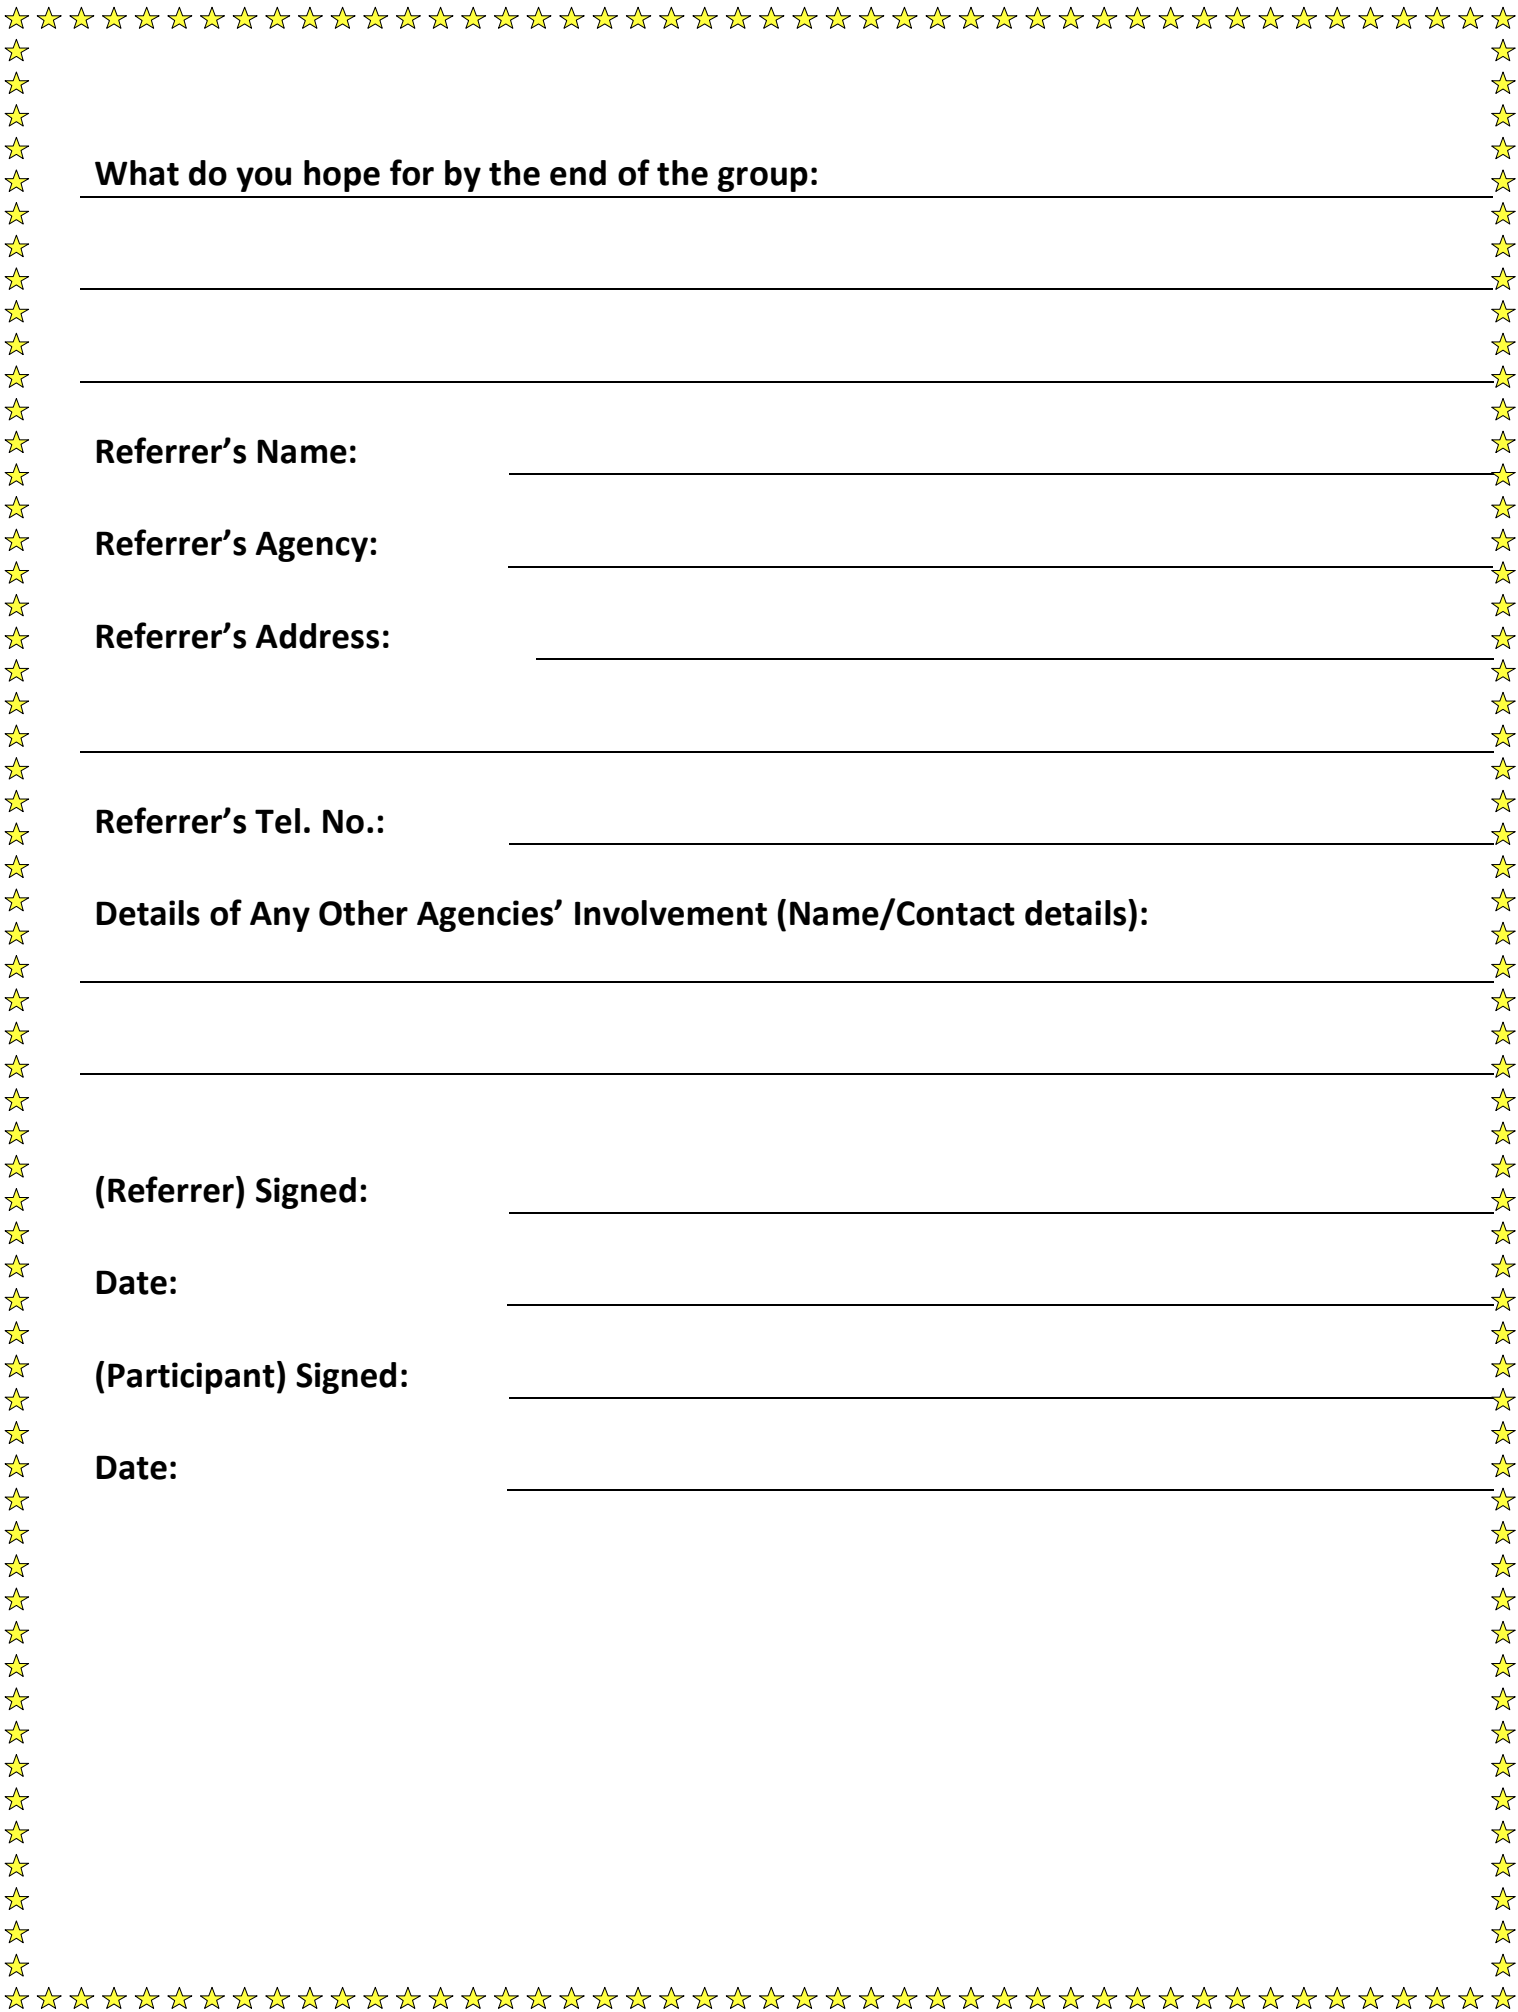 What do you hope for by the end of the group:
Referrer’s Name:
Referrer’s Agency:
Referrer’s Address:
Referrer’s Tel. No.:
Details of Any Other Agencies’ Involvement (Name/Contact details):
(Referrer) Signed:
Date:
(Participant) Signed:
Date: